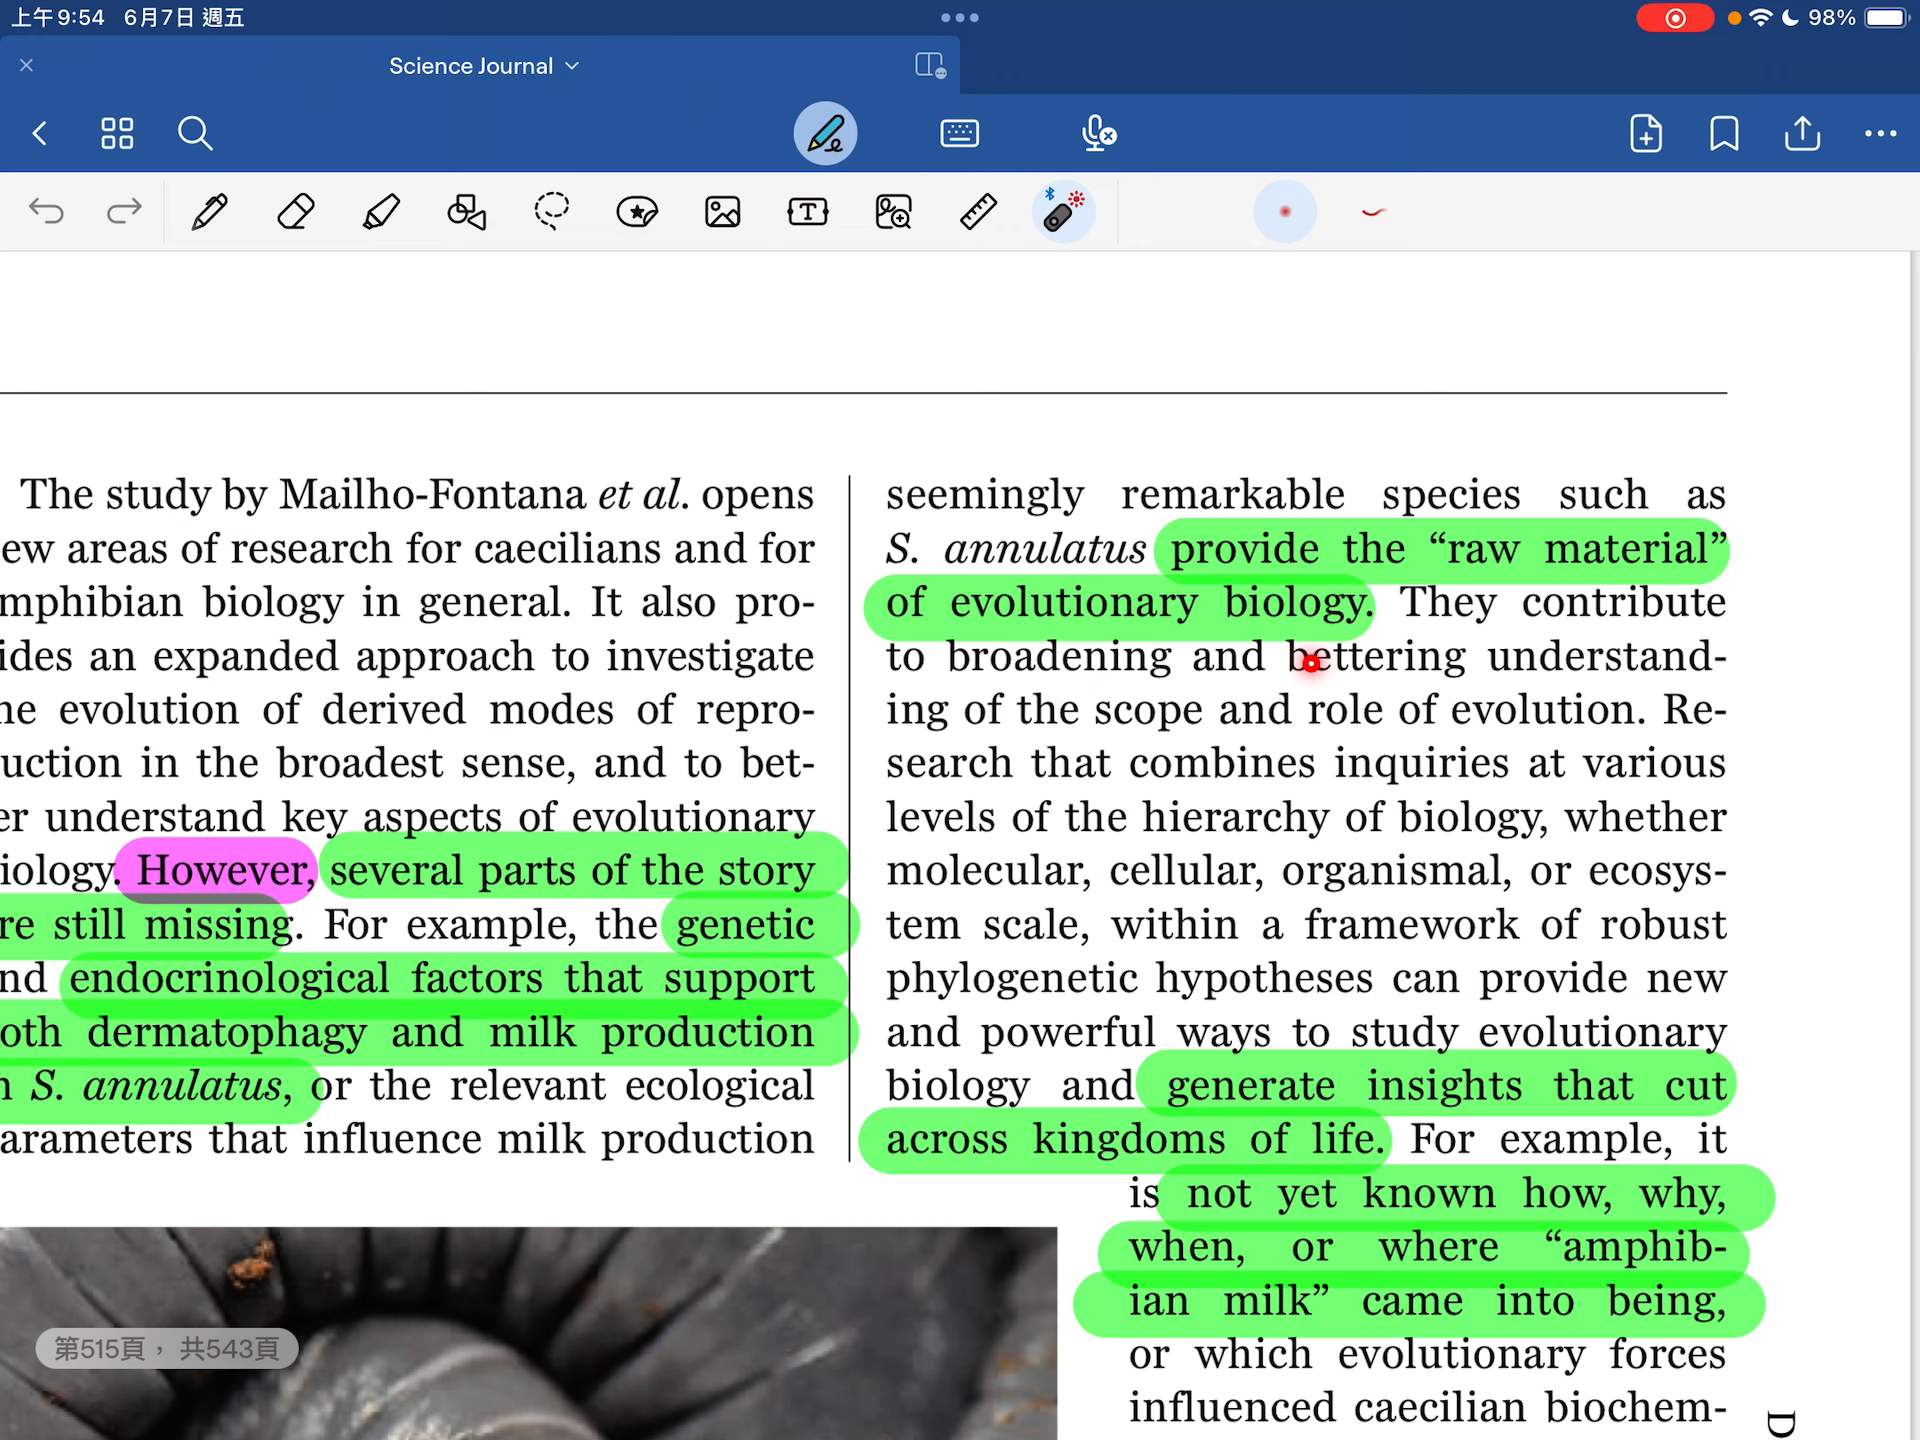 上午9:54 6月7日 週五
98%
Science Journal
The study by Mailho-Fontana et al. opens
ew areas of research for caecilians and for
mphibian biology in general. It also pro-
ides an expanded approach to investigate
he evolution of derived modes of repro-
uction in the broadest sense, and to bet-
er understand key aspects of evolutionary
iology. However, several parts of the story
re still missing. For example, the genetic
nd endocrinological factors that support
oth dermatophagy and milk production
n S. annulatus, or the relevant ecological
arameters that influence milk production
seemingly remarkable species such as
S. annulatus provide the “raw material”
of evolutionary biology. They contribute
to broadening and bettering understand-
ing of the scope and role of evolution. Re-
search that combines inquiries at various
levels of the hierarchy of biology, whether
molecular, cellular, organismal, or ecosys-
tem scale, within a framework of robust
phylogenetic hypotheses can provide new
and powerful ways to study evolutionary
biology and generate insights that cut
across kingdoms of life. For example, it
is not yet known how, why,
when, or where “amphib-
ian milk” came into being,
or which evolutionary forces
influenced caecilian biochem-
第515頁， 共543頁
D